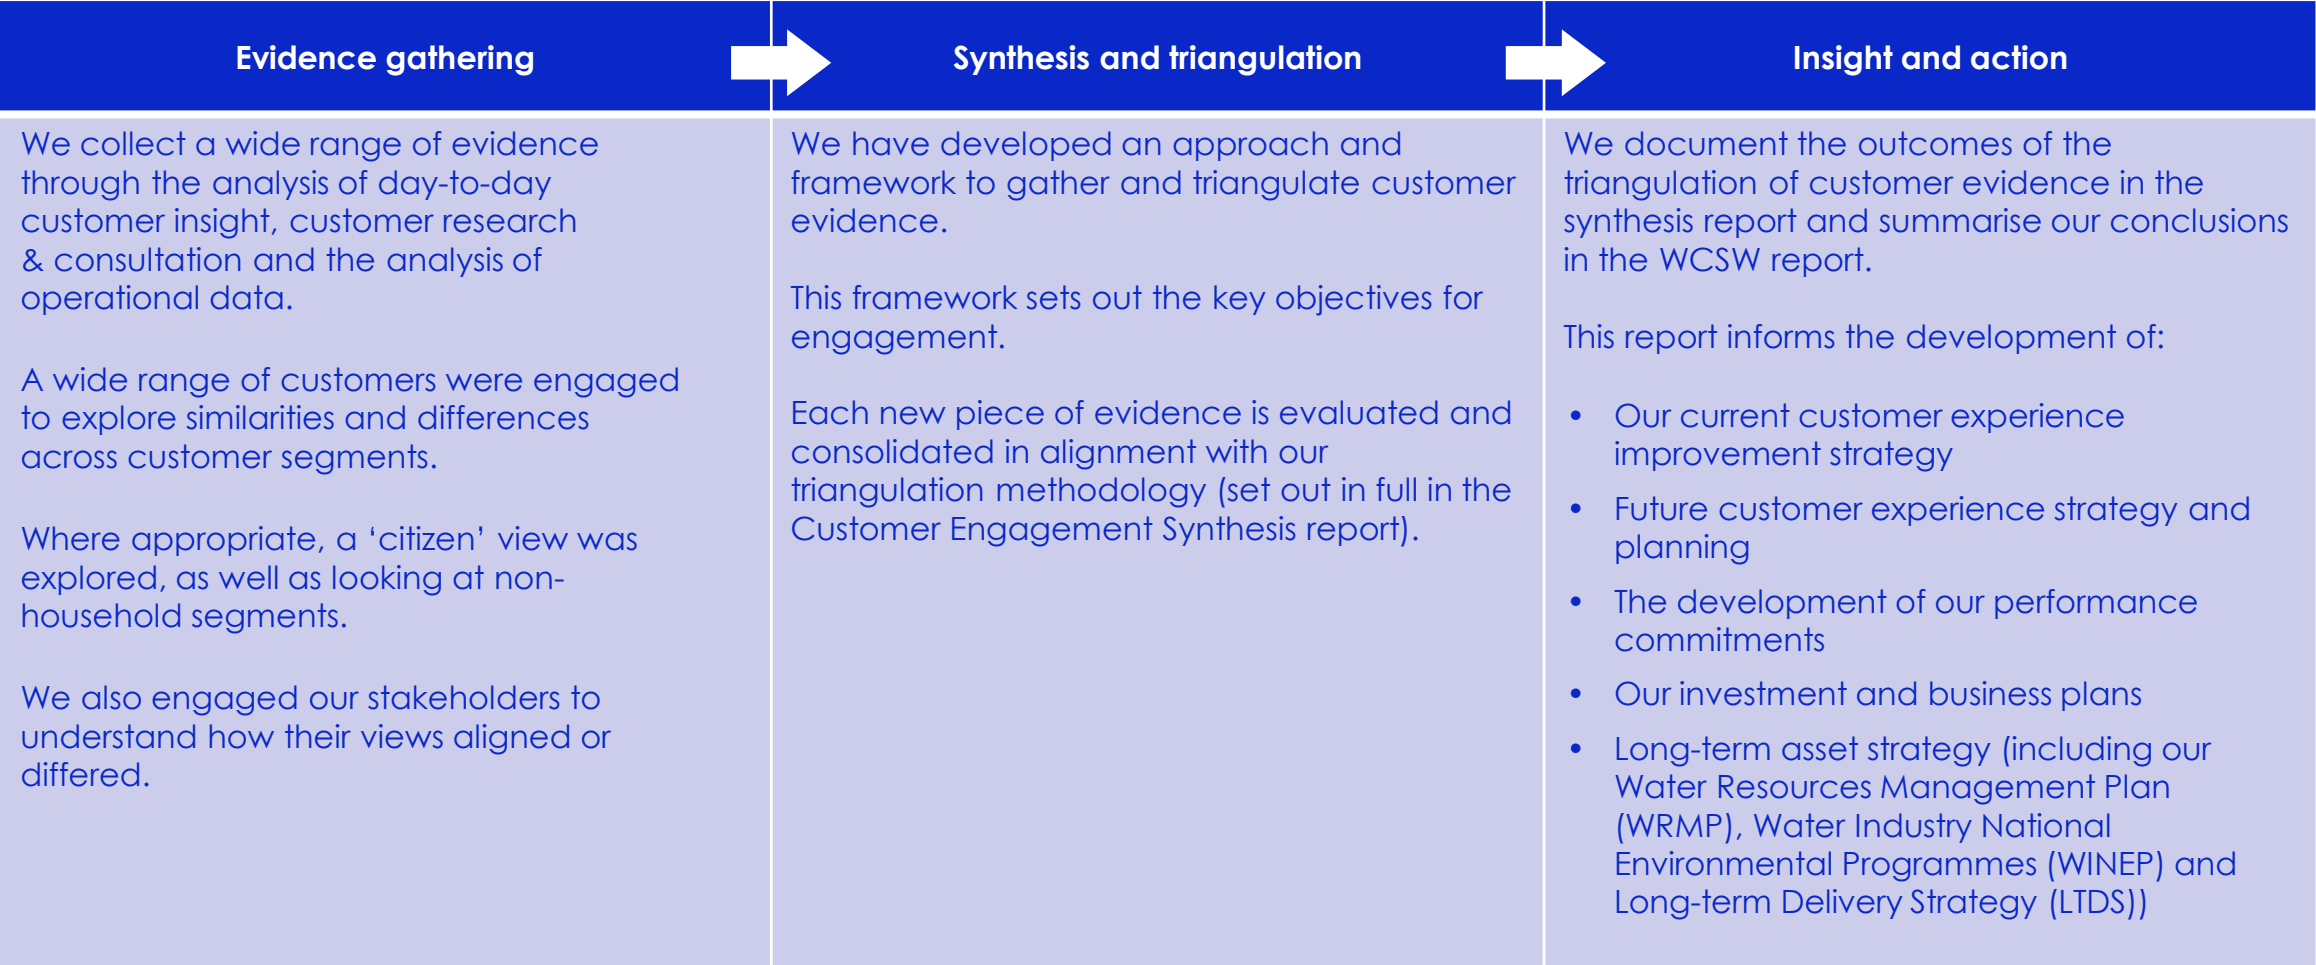 Evidence gathering
Synthesis and triangulation
Insight and action
We collect a wide range of evidence
through the analysis of day-to-day
customer insight, customer research
& consultation and the analysis of
operational data.
A wide range of customers were engaged
to explore similarities and differences
across customer segments.
Where appropriate, a ‘citizen’ view was
explored, as well as looking at non-
household segments.
We also engaged our stakeholders to
understand how their views aligned or
differed.
We have developed an approach and
framework to gather and triangulate customer
evidence.
This framework sets out the key objectives for
engagement.
Each new piece of evidence is evaluated and
consolidated in alignment with our
triangulation methodology (set out in full in the
Customer Engagement Synthesis report).
We document the outcomes of the
triangulation of customer evidence in the
synthesis report and summarise our conclusions
in the WCSW report.
This report informs the development of:
• Our current customer experience
improvement strategy
• Future customer experience strategy and
planning
• The development of our performance
commitments
• Our investment and business plans
• Long-term asset strategy (including our
Water Resources Management Plan
(WRMP), Water Industry National
Environmental Programmes (WINEP) and
Long-term Delivery Strategy (LTDS))